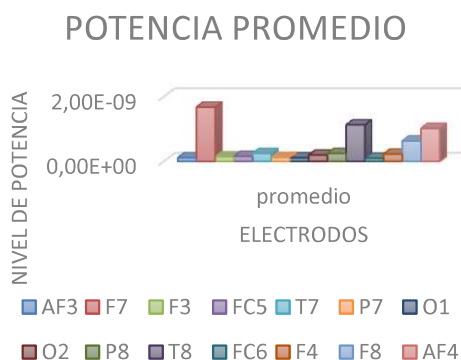 POTENCIA PROMEDIO
NIVEL DE POTENCIA
2,00E-09
0,00E+00
promedio
ELECTRODOS
AF3 F7 F3 FC5 T7 P7 O1
O2 P8 T8 FC6 F4 F8 AF4